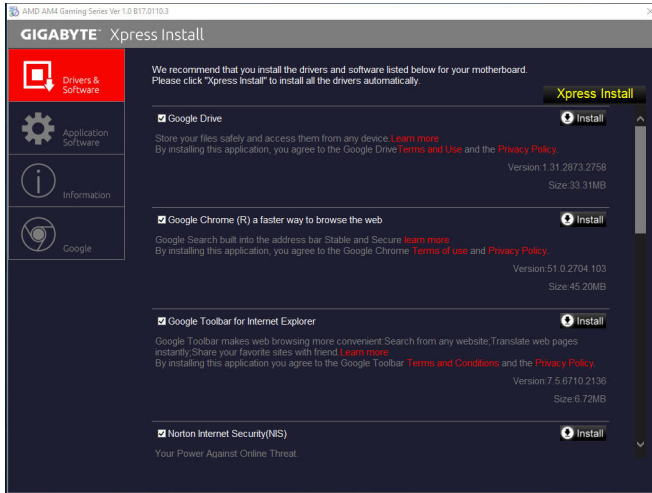 AMD AM4 Gaming Series Ver 1.0 B17.0110.3
GIGABYTE™ Xpress Install
Drivers &
Software
Application
Software
Information
Google
We recommend that you install the drivers and software listed below for your motherboard.
Please click "Xpress Install" to install all the drivers automatically.
Xpress Install
Google Drive
Install
Store your files safely and access them from any device.Learn more
By installing this application, you agree to the Google DriveTerms and Use and the Privacy Policy.
Version:1.31.2873.2758
Size:33.31MB
Google Chrome (R) a faster way to browse the web
Install
Google Search built into the address bar Stable and Secure learn more
By installing this application, you agree to the Google Chrome Terms of use and Privacy Policy.
Version:51.0.2704.103
Size:45.20MB
Google Toolbar for Internet Explorer
Install
Google Toolbar makes web browsing more convenient.Search from any website;Translate web pages
instantly;Share your favorite sites with friend.Learn more
By installing this application you agree to the Google Toolbar Terms and Conditions and the Privacy Policy.
Version:7.5.6710.2136
Size:6.72MB
Norton Internet Security(NIS)
Install
Your Power Against Online Threat.